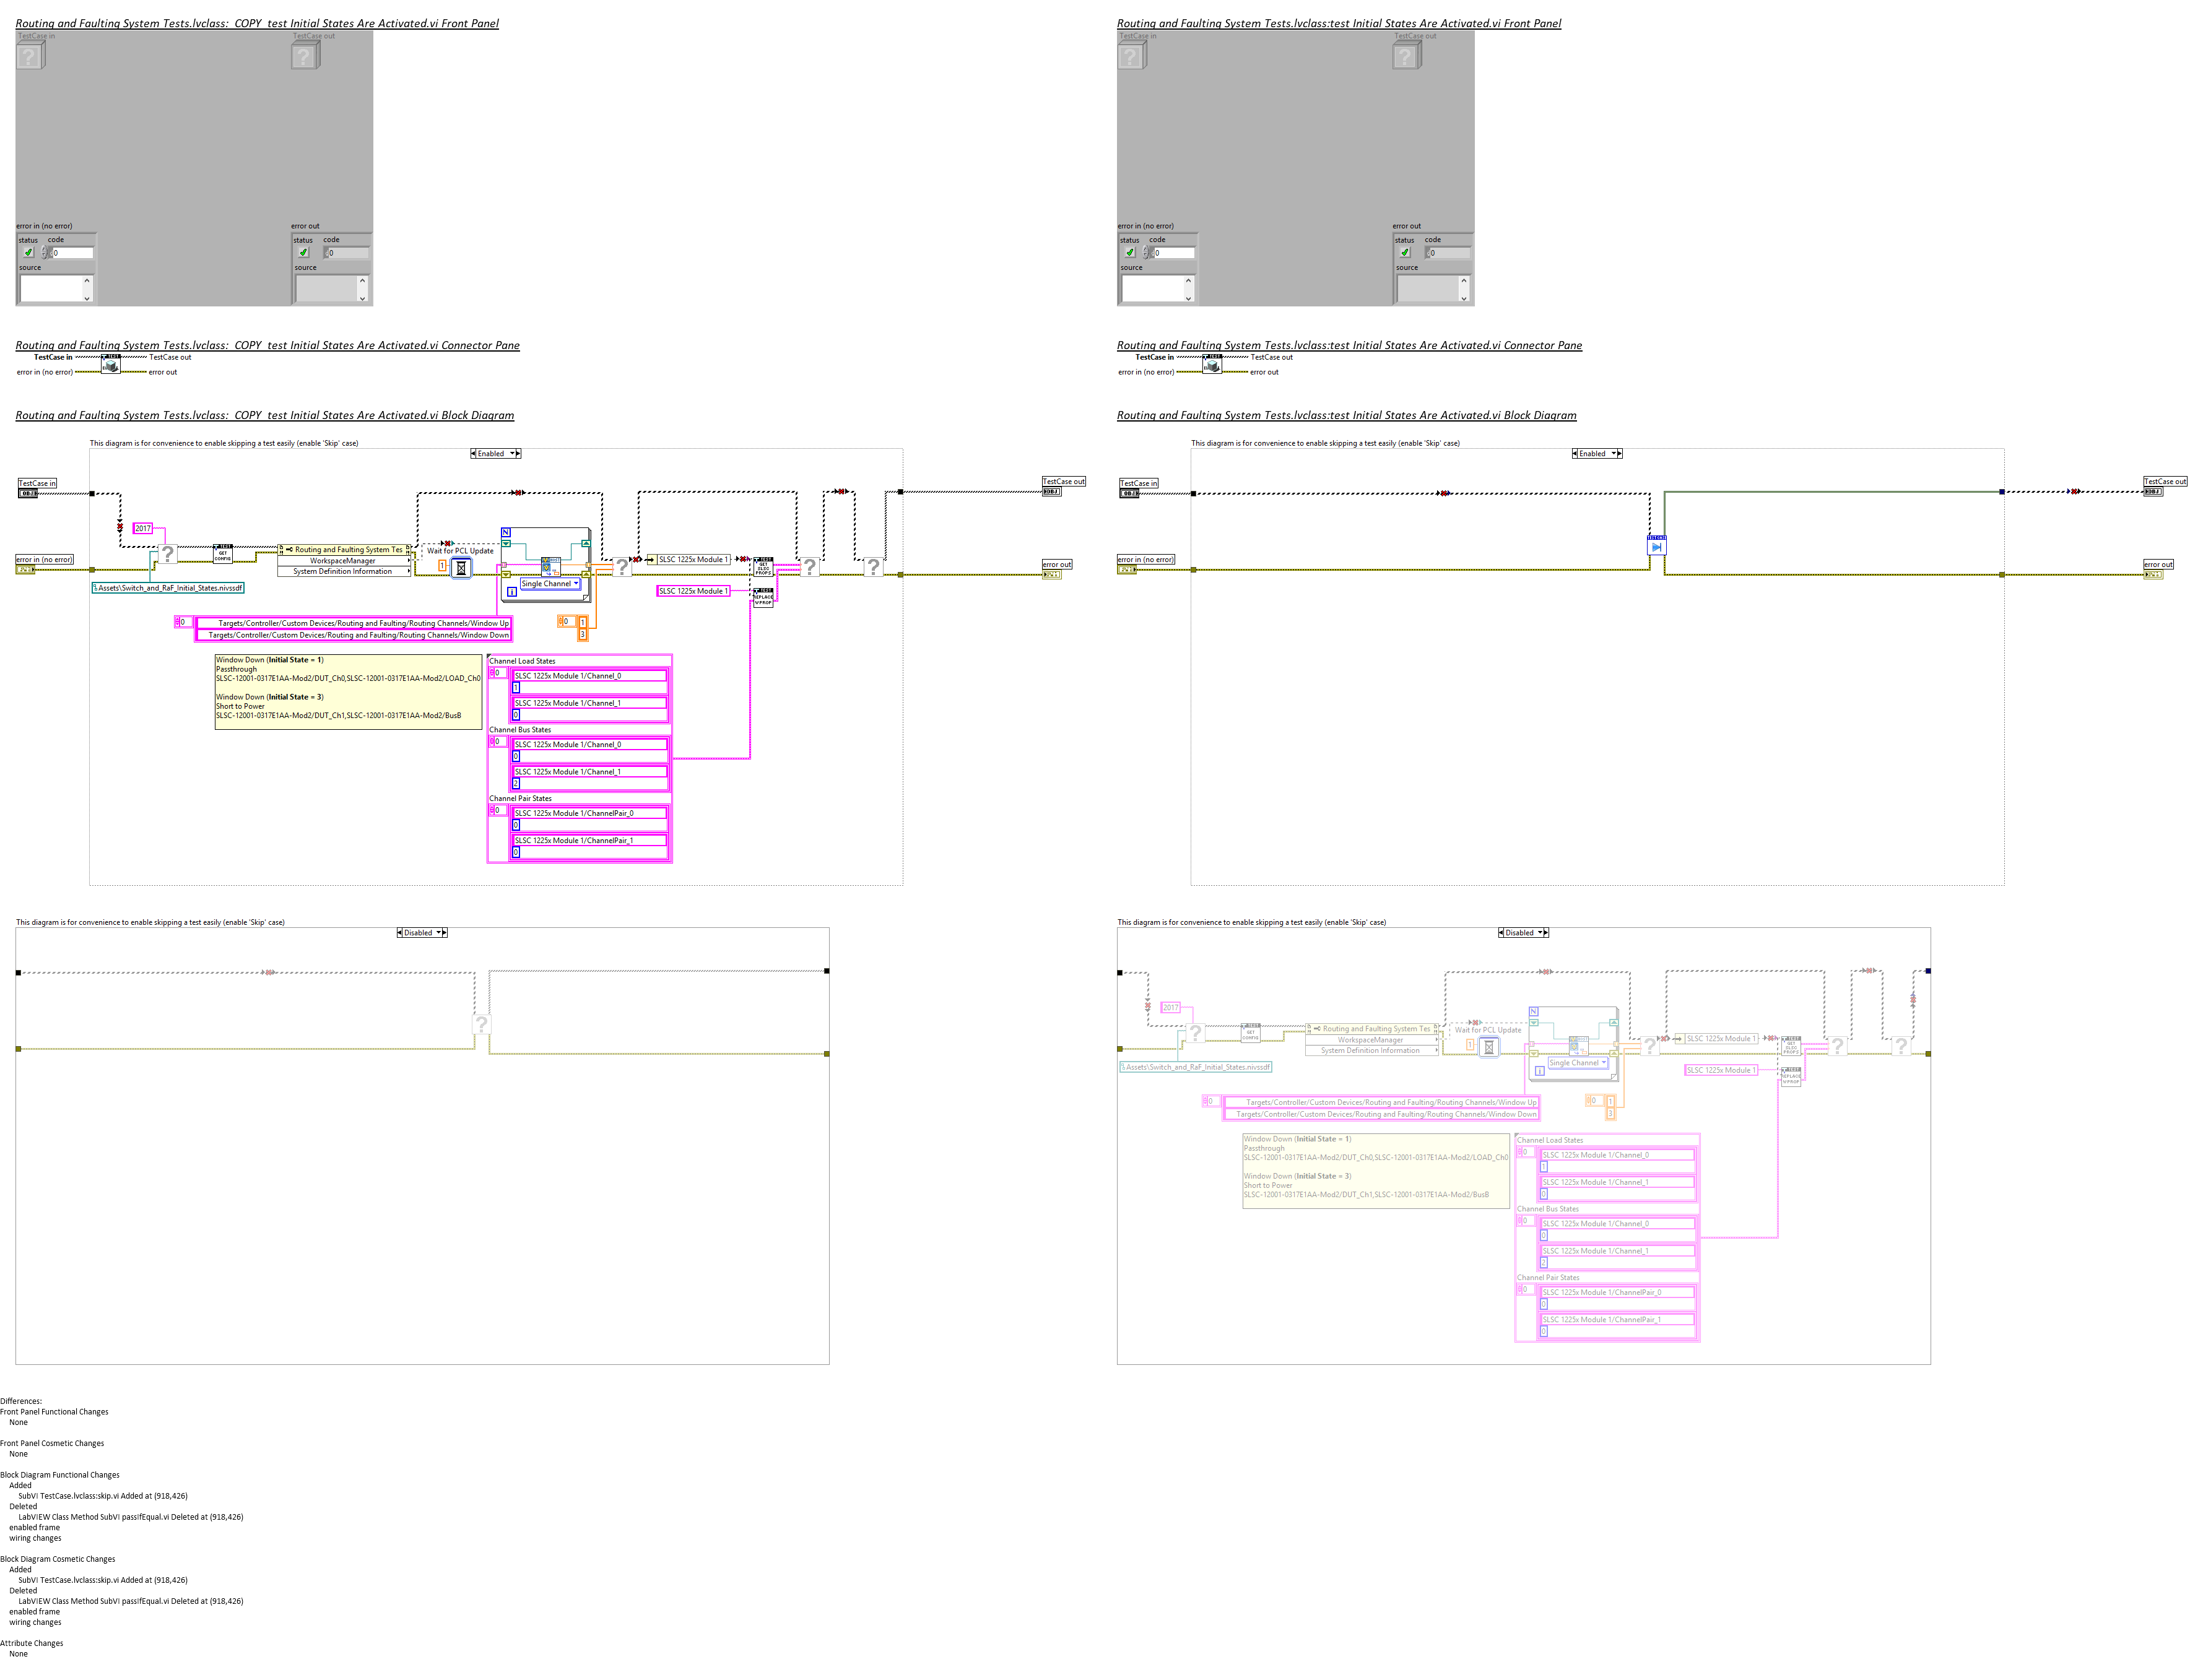 Routing and Faulting System Tests.lvclass:_COPY_test Initial States Are Activated.vi Front Panel
TestCase in
TestCase out
error in (no error)
status code
0
source
error out
status code
0
source
Routing and Faulting System Tests.lvclass:_COPY_test Initial States Are Activated.vi Connector Pane
TestCase in
TestCase out
error in (no error)
error out
Routing and Faulting System Tests.lvclass:_COPY_test Initial States Are Activated.vi Block Diagram
This diagram is for convenience to enable skipping a test easily (enable 'Skip' case)
Enabled
TestCase in
TestCase out
2017
error in (no error)
error out
Routing and Faulting System Tes
WorkspaceManager
System Definition Information
Wait for PCL Update
1
N
Single Channel
i
SLSC 1225x Module 1
SLSC 1225x Module 1
Assets\Switch_and_RaF_Initial_States.nivssdf
0
Targets/Controller/Custom Devices/Routing and Faulting/Routing Channels/Window Up
Targets/Controller/Custom Devices/Routing and Faulting/Routing Channels/Window Down
0
1
3
Window Down (Initial State = 1)
Passthrough
SLSC-12001-0317E1AA-Mod2/DUT_Ch0,SLSC-12001-0317E1AA-Mod2/LOAD_Ch0
Window Down (Initial State = 3)
Short to Power
SLSC-12001-0317E1AA-Mod2/DUT_Ch1,SLSC-12001-0317E1AA-Mod2/BusB
Channel Load States
0
SLSC 1225x Module 1/Channel_0
1
SLSC 1225x Module 1/Channel_1
0
Channel Bus States
0
SLSC 1225x Module 1/Channel_0
0
SLSC 1225x Module 1/Channel_1
2
Channel Pair States
0
SLSC 1225x Module 1/ChannelPair_0
0
SLSC 1225x Module 1/ChannelPair_1
0
This diagram is for convenience to enable skipping a test easily (enable 'Skip' case)
Disabled
Routing and Faulting System Tests.lvclass:test Initial States Are Activated.vi Front Panel
TestCase in
TestCase out
error in (no error)
status code
0
source
error out
status code
0
source
Routing and Faulting System Tests.lvclass:test Initial States Are Activated.vi Connector Pane
TestCase in
TestCase out
error in (no error)
error out
Routing and Faulting System Tests.lvclass:test Initial States Are Activated.vi Block Diagram
This diagram is for convenience to enable skipping a test easily (enable 'Skip' case)
Enabled
TestCase in
TestCase out
error in (no error)
error out
This diagram is for convenience to enable skipping a test easily (enable 'Skip' case)
Disabled
2017
Routing and Faulting System Tes
WorkspaceManager
System Definition Information
Wait for PCL Update
1
N
Single Channel
i
SLSC 1225x Module 1
SLSC 1225x Module 1
Assets\Switch_and_RaF_Initial_States.nivssdf
0
Targets/Controller/Custom Devices/Routing and Faulting/Routing Channels/Window Up
Targets/Controller/Custom Devices/Routing and Faulting/Routing Channels/Window Down
0
1
3
Window Down (Initial State = 1)
Passthrough
SLSC-12001-0317E1AA-Mod2/DUT_Ch0,SLSC-12001-0317E1AA-Mod2/LOAD_Ch0
Window Down (Initial State = 3)
Short to Power
SLSC-12001-0317E1AA-Mod2/DUT_Ch1,SLSC-12001-0317E1AA-Mod2/BusB
Channel Load States
0
SLSC 1225x Module 1/Channel_0
1
SLSC 1225x Module 1/Channel_1
0
Channel Bus States
0
SLSC 1225x Module 1/Channel_0
0
SLSC 1225x Module 1/Channel_1
2
Channel Pair States
0
SLSC 1225x Module 1/ChannelPair_0
0
SLSC 1225x Module 1/ChannelPair_1
0
Differences:
Front Panel Functional Changes
None
Front Panel Cosmetic Changes
None
Block Diagram Functional Changes
Added
SubVI TestCase.lvclass:skip.vi Added at (918,426)
Deleted
LabVIEW Class Method SubVI passIfEqual.vi Deleted at (918,426)
enabled frame
wiring changes
Block Diagram Cosmetic Changes
Added
SubVI TestCase.lvclass:skip.vi Added at (918,426)
Deleted
LabVIEW Class Method SubVI passIfEqual.vi Deleted at (918,426)
enabled frame
wiring changes
Attribute Changes
None